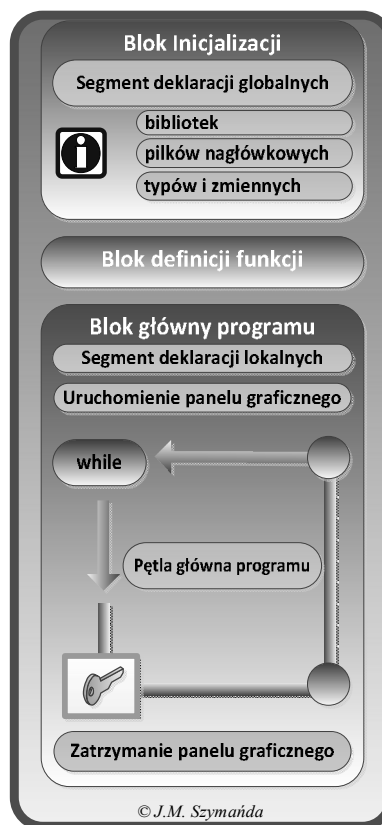 Blok Inicjalizacji
Segment deklaracji globalnych
bibliotek
pilków nagłówkowych
typów i zmiennych
Blok definicji funkcji
Blok główny programu
Segment deklaracji lokalnych
Uruchomienie panelu graficznego
while
Pętla główna programu
Zatrzymanie panelu graficznego
© J.M. Szymańda